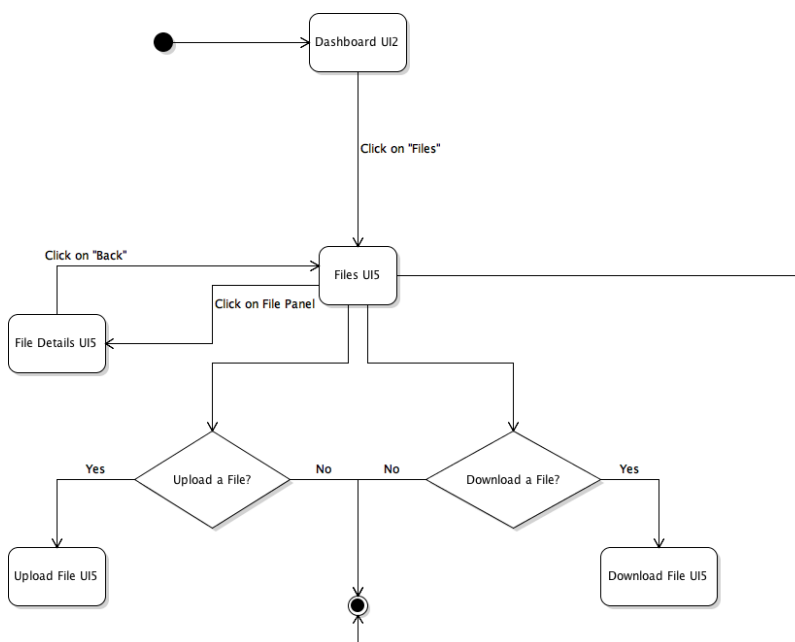 Dashboard UI2
Click on "Files"
Click on "Back"
Files UI5
Click on File Panel
File Details UI5
Yes
Upload a File?
No
No
Download a File?
Yes
Upload File UI5
Download File UI5